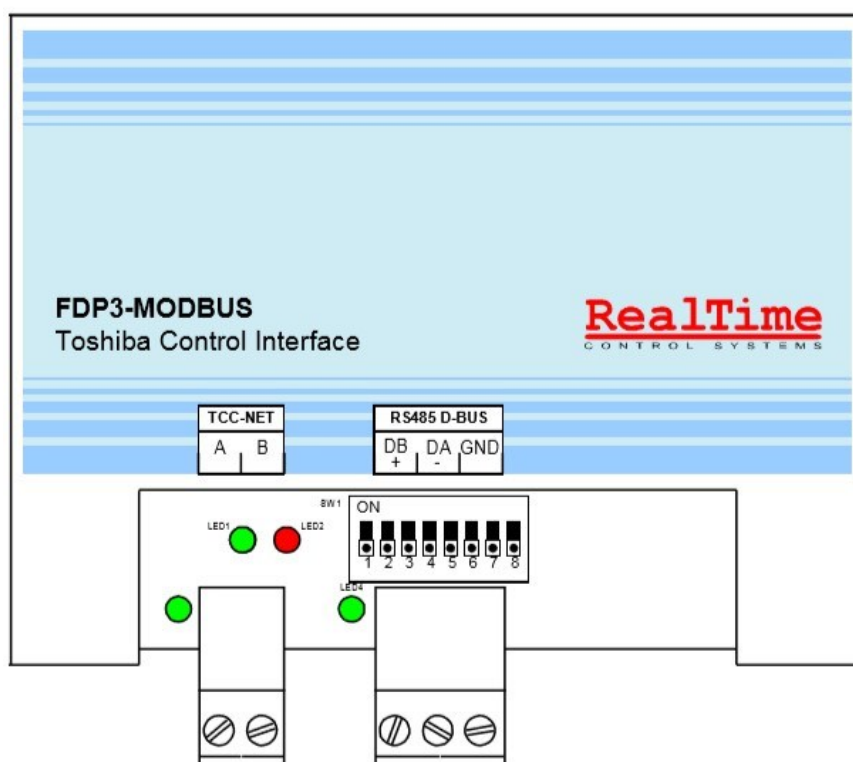 FDP3-MODBUS
Toshiba Control Interface
RealTime
CONTROL SYSTEMS
TCC-NET
A B
RS485 D-BUS
DB DA GND
+ -
SW1
ON
LED1
LED2
1 2 3 4 5 6 7 8
LED4